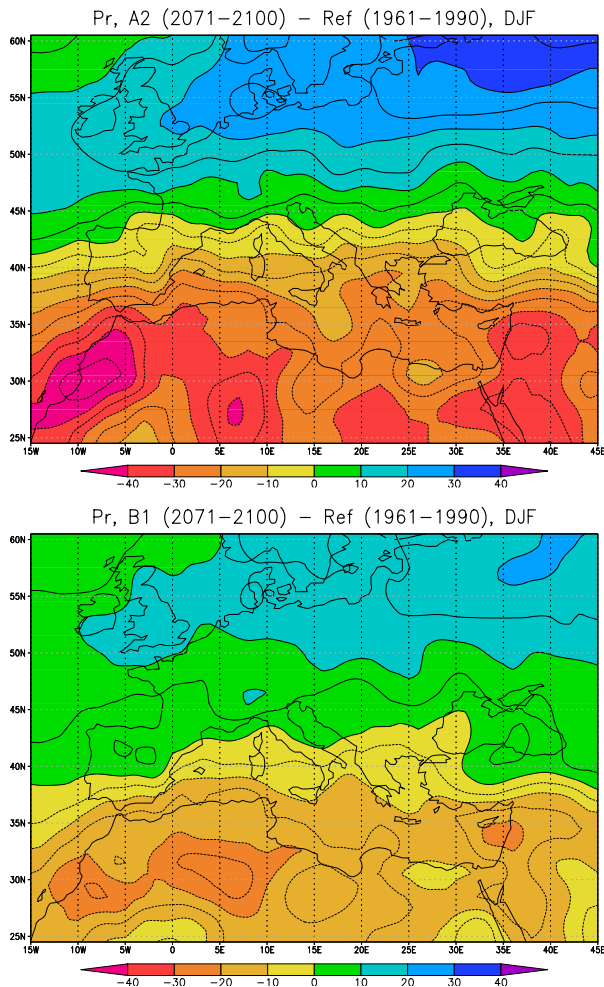 Pr, A2 (2071−2100) − Ref (1961−1990), DJF
60N
55N
50N
45N
40N
35N
30N
25N
15W 10W 5W 0 5E 10E 15E 20E 25E 30E 35E 40E 45E
−40 −30 −20 −10 0 10 20 30 40
Pr, B1 (2071−2100) − Ref (1961−1990), DJF
60N
55N
50N
45N
40N
35N
30N
25N
15W 10W 5W 0 5E 10E 15E 20E 25E 30E 35E 40E 45E
−40 −30 −20 −10 0 10 20 30 40